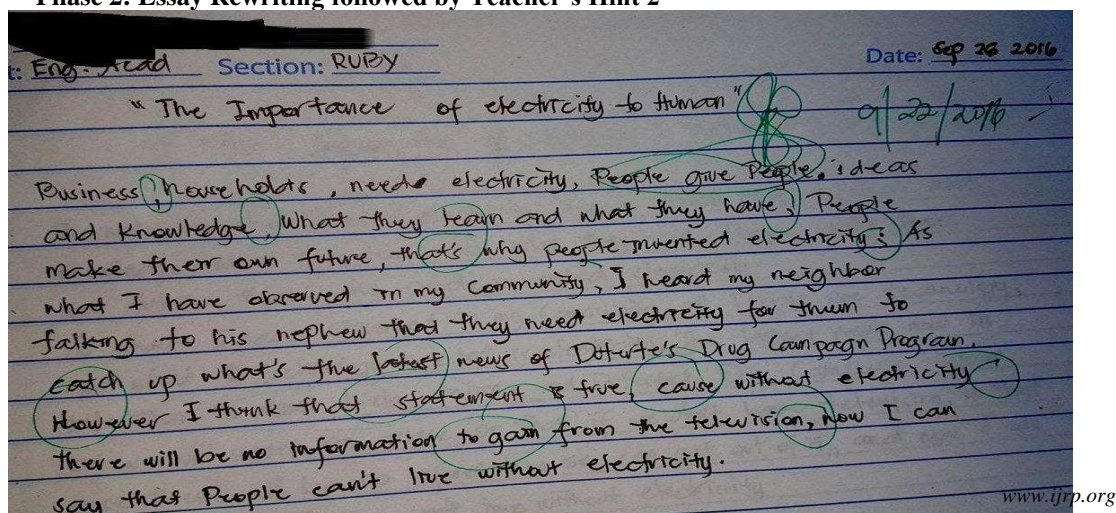 Phase 2: Essay Rewriting followed by Teacher's Hint 2
t: Eng. Acad Section: RUBY Date: Sep 26 2016
"The Importance of electricity to Human" 9/22/2016
Business, households, needs electricity, People give People. ideas
and knowledge, What they learn and what they have, People
make their own future, that's why people invented electricity; As
what I have observed in my community, I heard my neighbor
talking to his nephew that they need electricity for them to
catch up what's the latest news of Duterte's Drug Campaign Program.
However I think that statement is true, cause without electricity
there will be no information to gain from the television, Now I can
say that People can't live without electricity.
www.ijrp.org